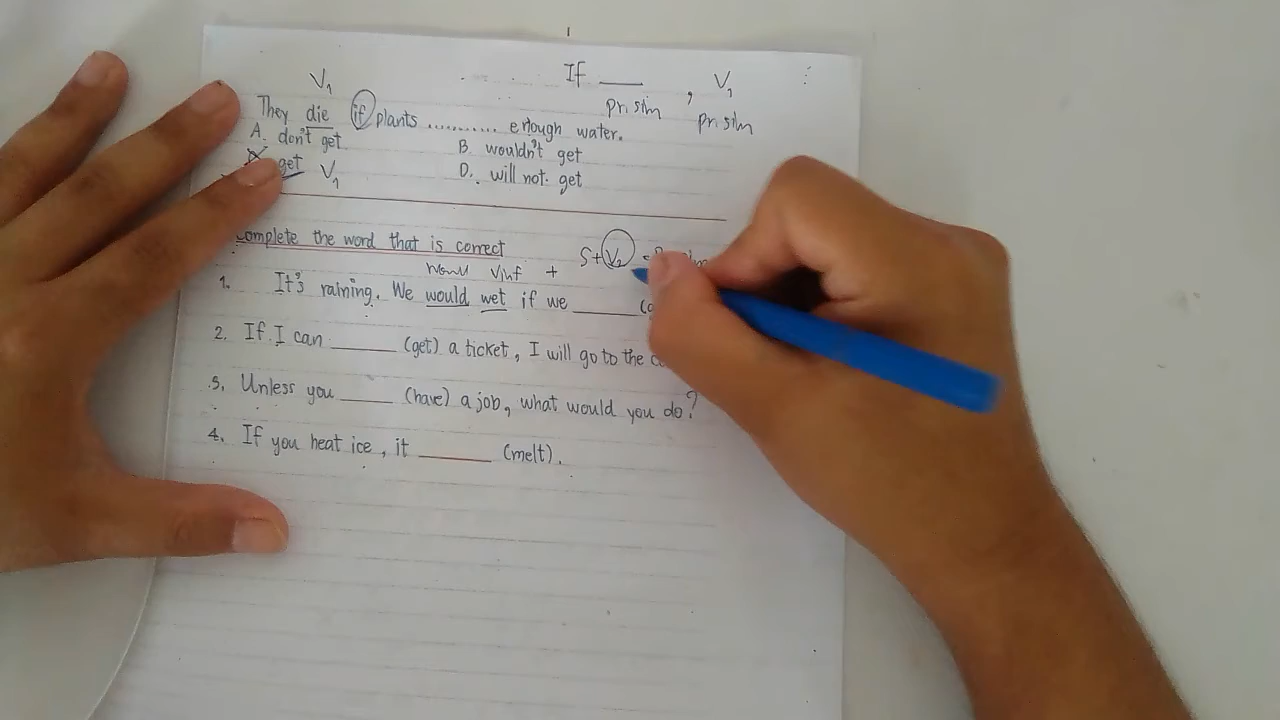 If ___ , V1
pr. sim pr. sim
V1
They die if plants .......... enough water.
A. don't get B. wouldn't get
get V1 D. will not get
omplete the word that is correct
would Vinf + S+V2
1. It's raining. We would wet if we ______
2. If I can ______ (get) a ticket, I will go to the
3. Unless you _____ (have) a job, what would you do?
4. If you heat ice, it _______ (melt).